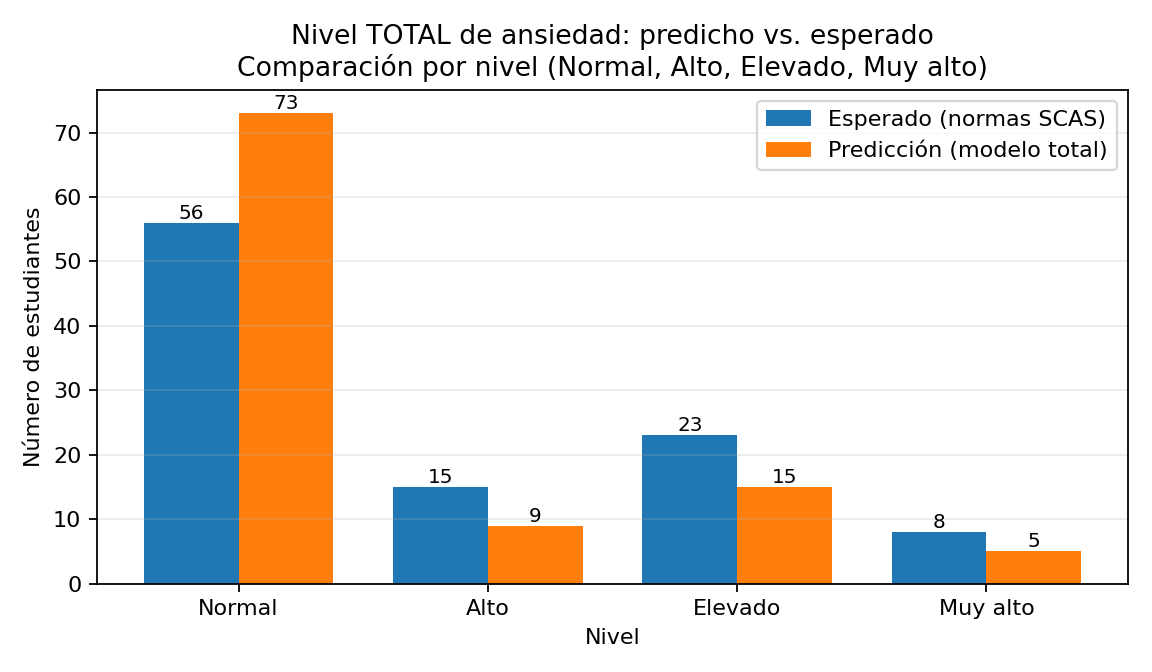 Nivel TOTAL de ansiedad: predicho vs. esperado
Comparación por nivel (Normal, Alto, Elevado, Muy alto)
Esperado (normas SCAS)
Predicción (modelo total)
Número de estudiantes
70
60
50
40
30
20
10
0
56
73
15
9
23
15
8
5
Normal
Alto
Elevado
Muy alto
Nivel